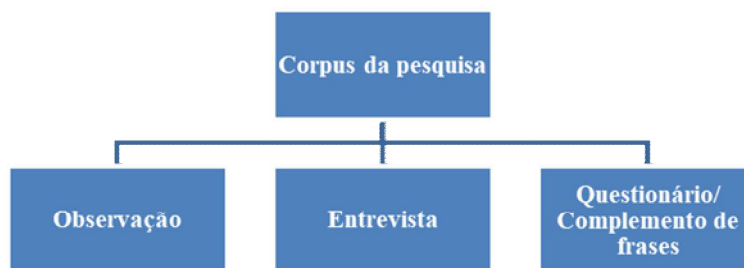 Corpus da pesquisa
Observação
Entrevista
Questionário/
Complemento de
frases